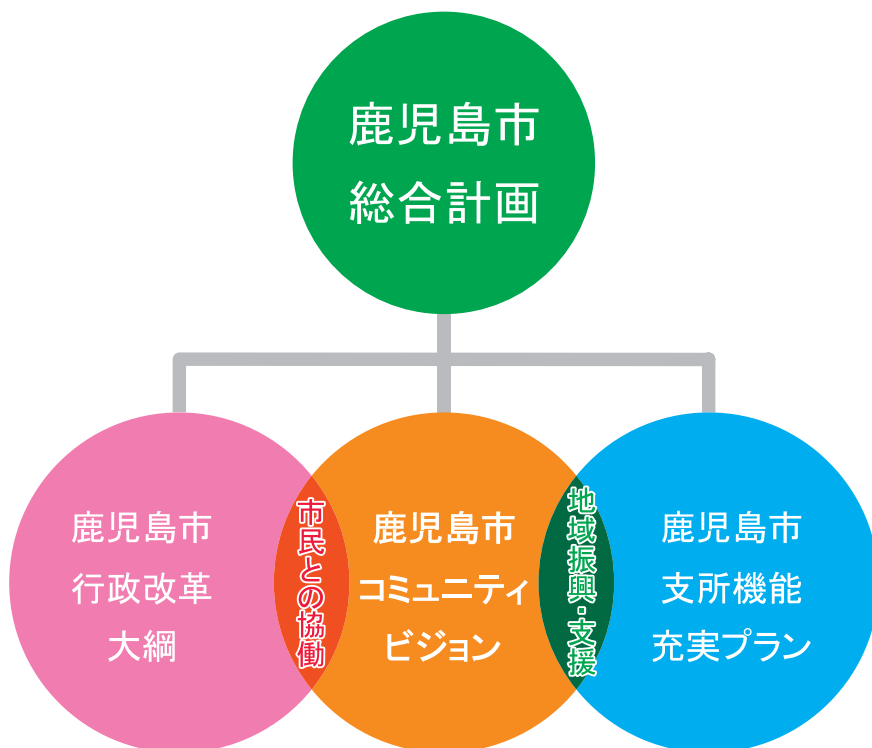 鹿児島市
総合計画
鹿児島市
行政改革
大綱
市民との協働
鹿児島市
コミュニティ
ビジョン
地域振興・支援
鹿児島市
支所機能
充実プラン